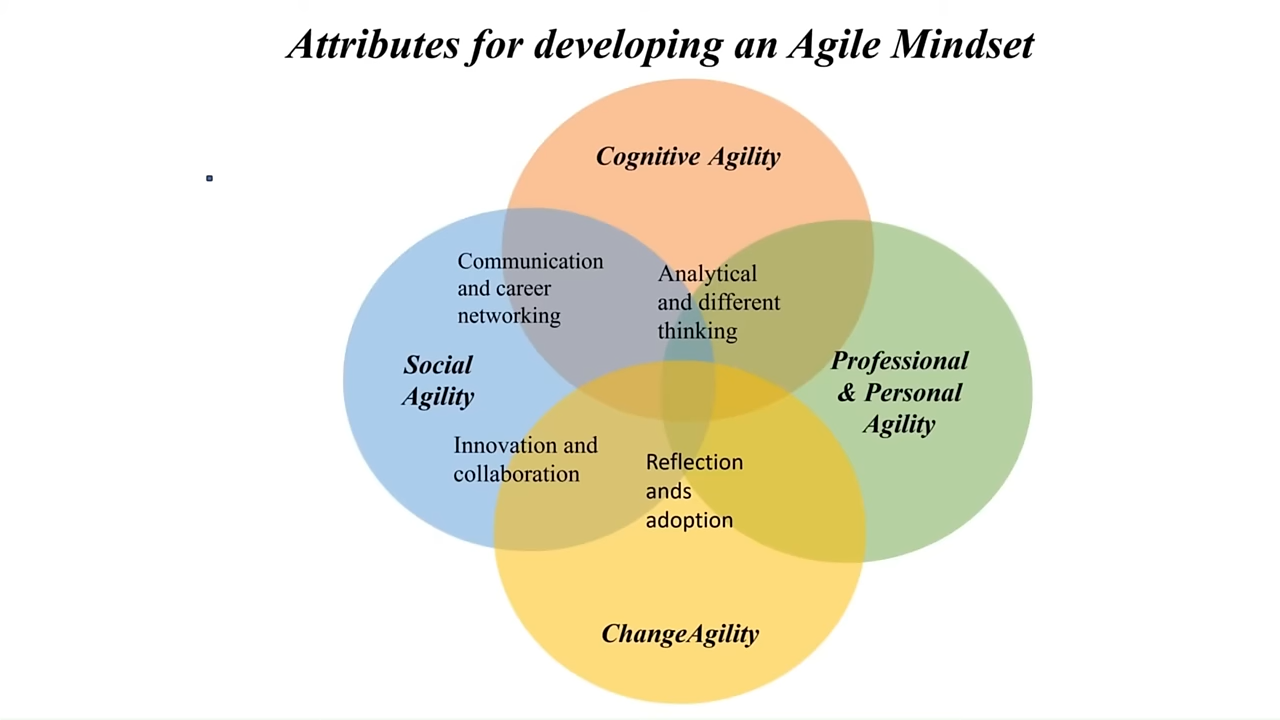 Attributes for developing an Agile Mindset
Cognitive Agility
Communication
and career
networking
Analytical
and different
thinking
Social
Agility
Professional
& Personal
Agility
Innovation and
collaboration
Reflection
ands
adoption
ChangeAgility